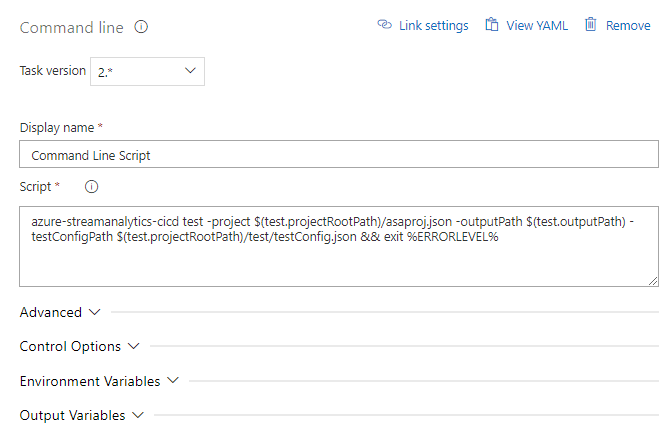 Command line Link settings View YAML Remove
Task version 2.*
Display name *
Command Line Script
Script *
azure-streamanalytics-cicd test -project $(test.projectRootPath)/asaproj.json -outputPath $(test.outputPath) -
testConfigPath $(test.projectRootPath)/test/testConfig.json && exit %ERRORLEVEL%
Advanced
Control Options
Environment Variables
Output Variables